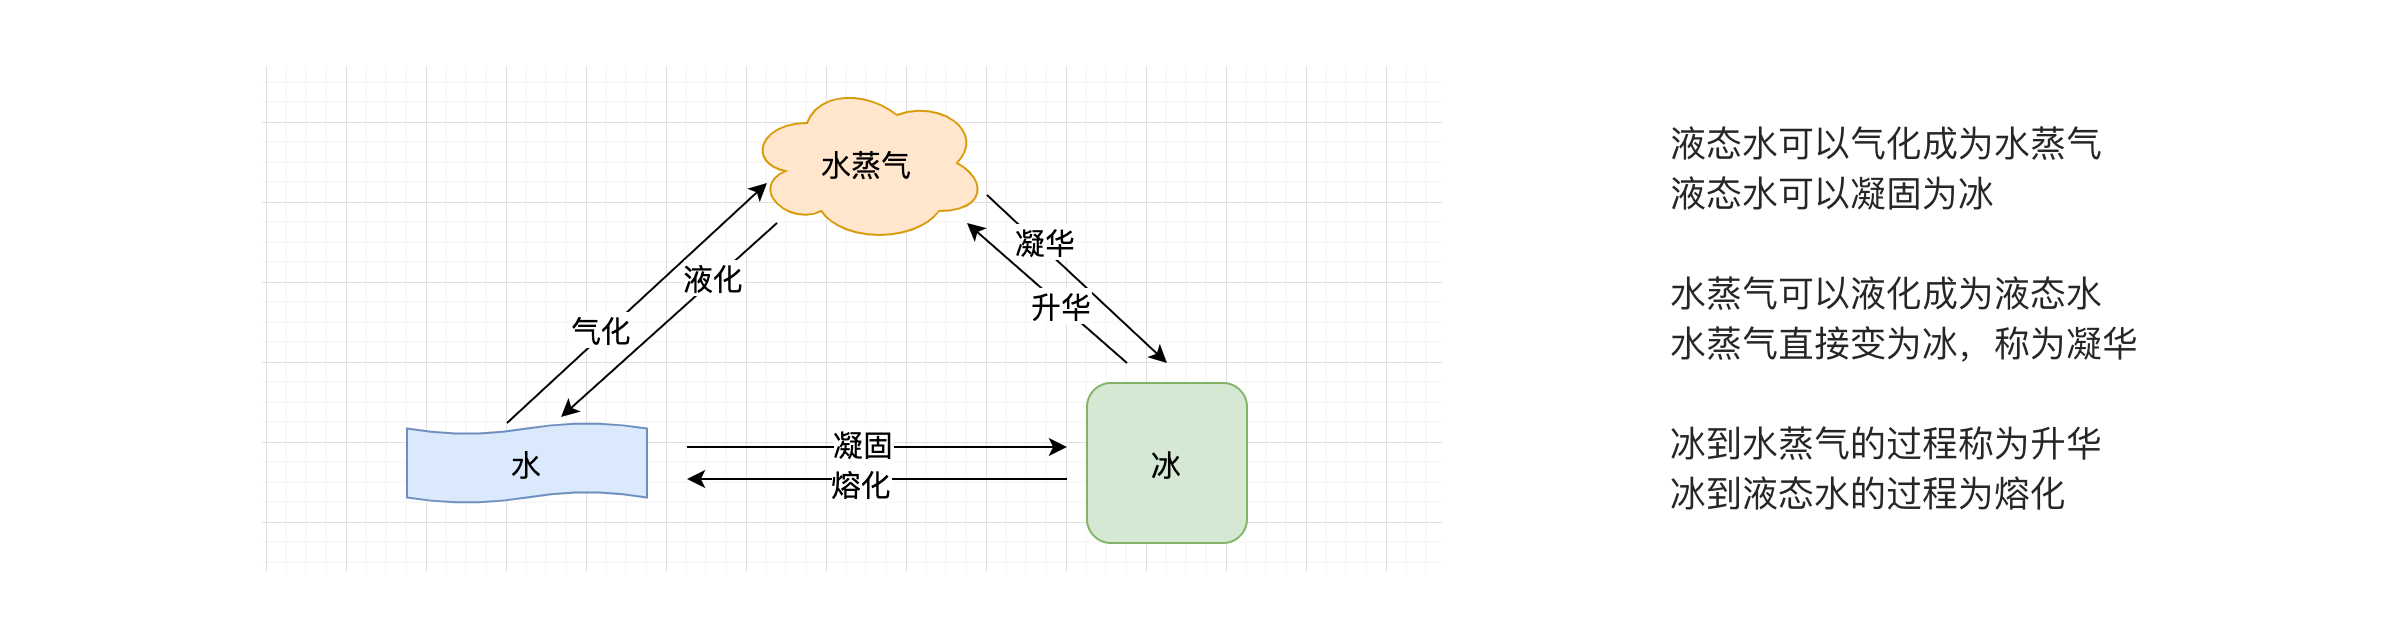 水蒸气
凝华
液化
升华
气化
凝固
水
冰
熔化
液态水可以气化成为水蒸气
液态水可以凝固为冰
水蒸气可以液化成为液态水
水蒸气直接变为冰，称为凝华
冰到水蒸气的过程称为升华
冰到液态水的过程为熔化